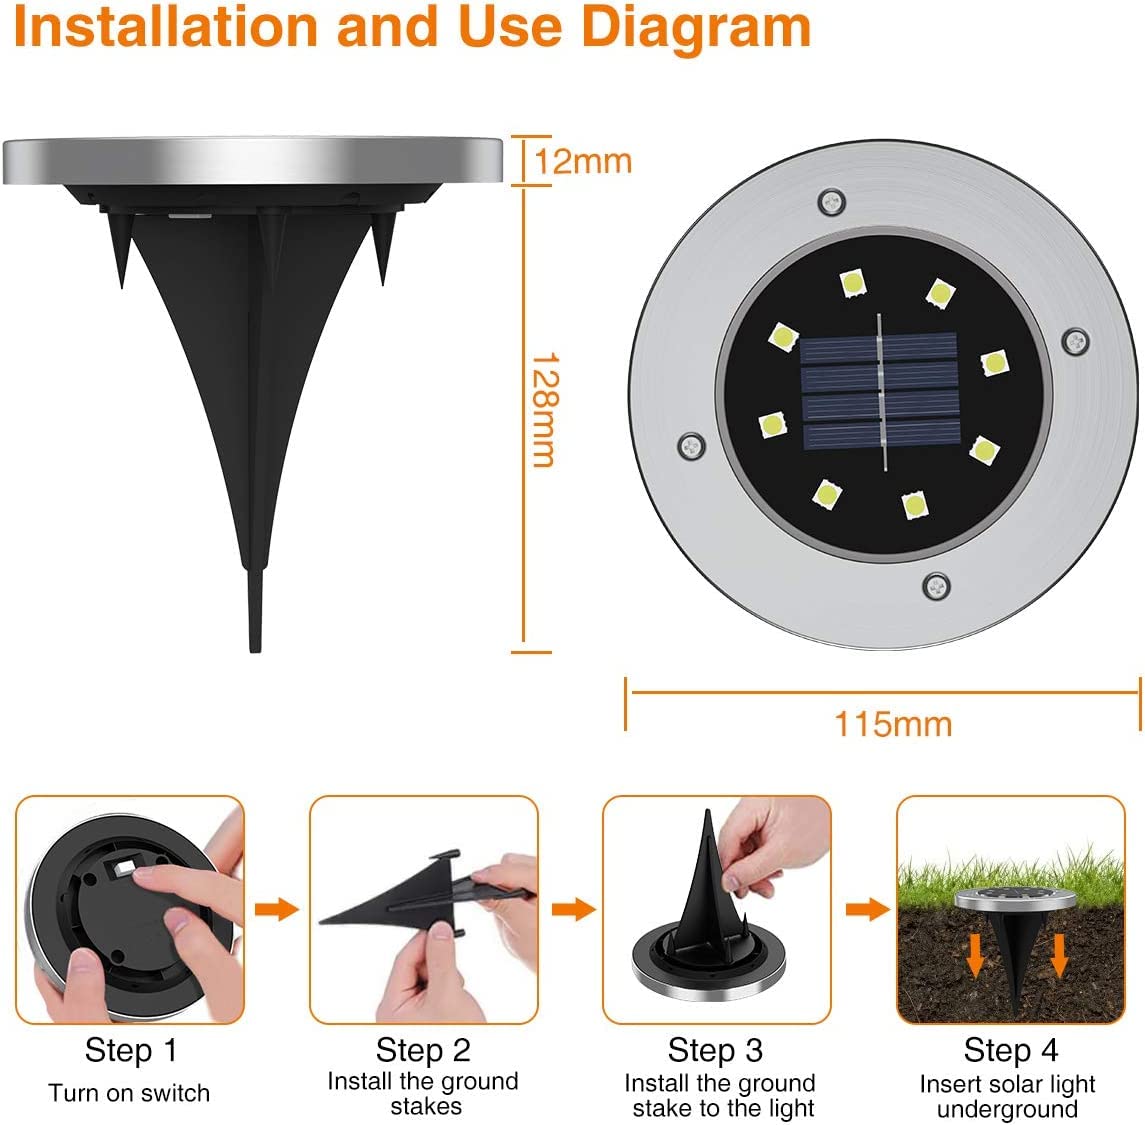 Installation and Use Diagram
12mm
128mm
115mm
Step 1
Turn on switch
Step 2
Install the ground
stakes
Step 3
Install the ground
stake to the light
Step 4
Insert solar light
underground